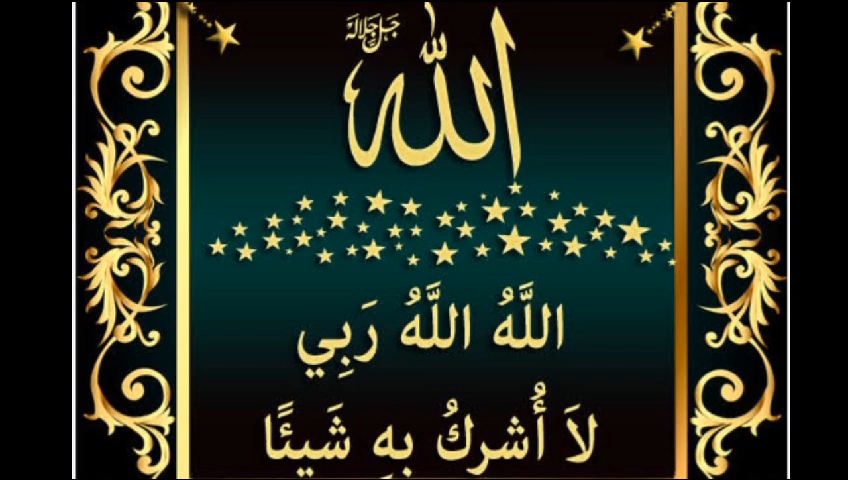 الله
جل جلاله
اللَّهُ اللَّهُ رَبِي
لاَ أُشرِكُ بِهِ شَيئًا